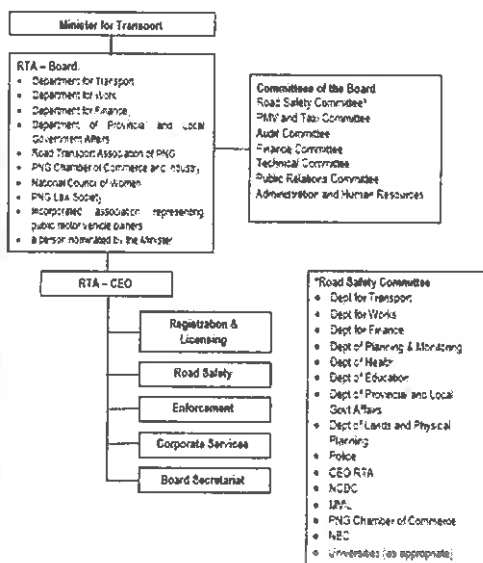 Minister for Transport
RTA – Board:
• Department for Transport
• Department for Work
• Department for Finance
• Department of Provincial and Local
Government Affairs
• Road Transport Association of PNG
• PNG Chamber of Commerce and Industry
• National Council of Women
• PNG Law Society
• Incorporated association representing
public motor vehicle owners
• a person nominated by the Minister
Committees of the Board
Road Safety Committee*
PMV and Taxi Committee
Audit Committee
Finance Committee
Technical Committee
Public Relations Committee
Administration and Human Resources
RTA – CEO
Registration &
Licensing
Road Safety
Enforcement
Corporate Services
Board Secretariat
*Road Safety Committee
• Dept for Transport
• Dept for Works
• Dept for Finance
• Dept of Planning & Monitoring
• Dept of Health
• Dept of Education
• Dept of Provincial and Local
Govt Affairs
• Dept of Lands and Physical
Planning
• Police
• CEO RTA
• NCDC
• MVIL
• PNG Chamber of Commerce
• NBC
• Universities (as appropriate)